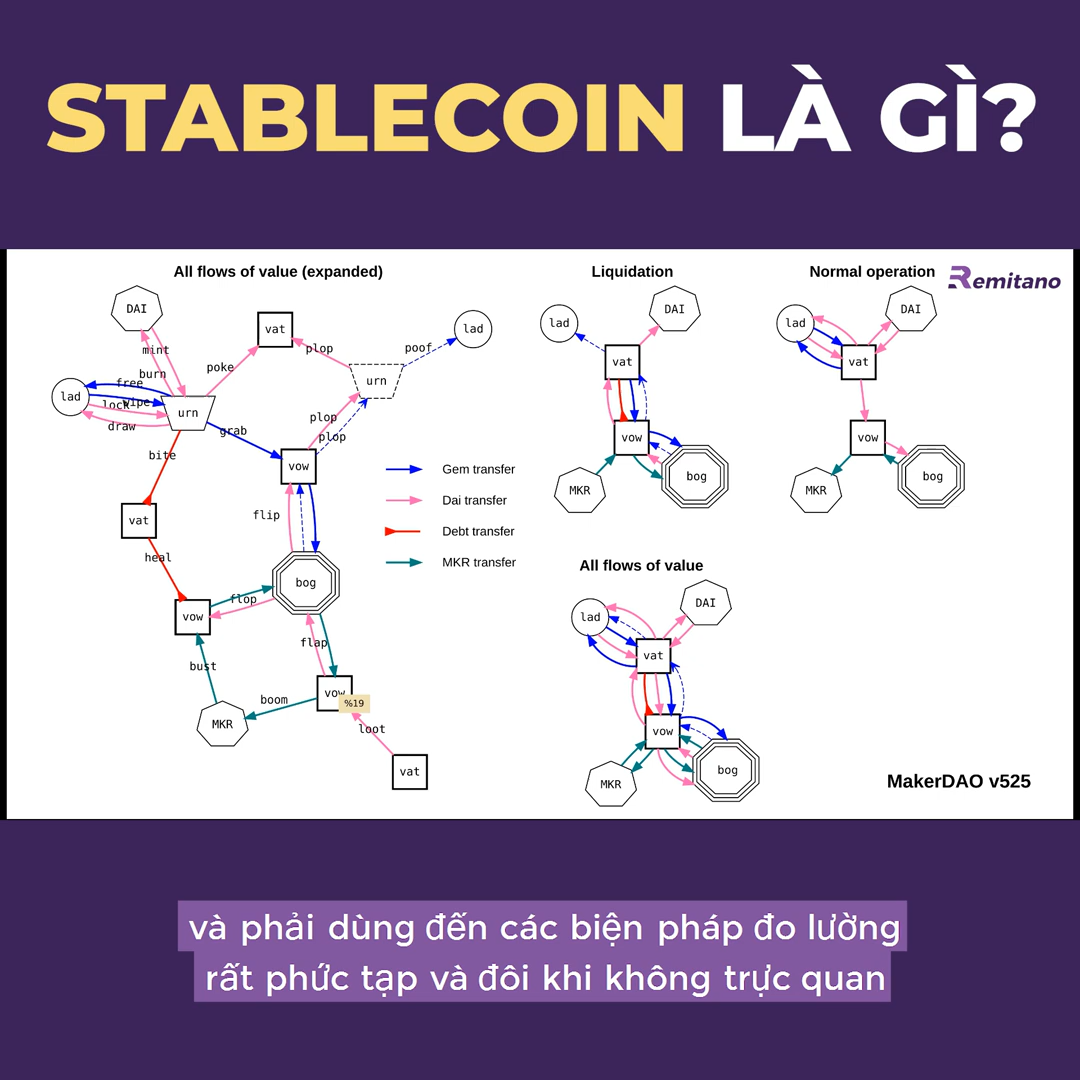 STABLECOIN LÀ GÌ?
All flows of value (expanded)
DAI
vat
lad
mint
burn
poke
plop
poof
urn
free
lad
lock
wipe
urn
draw
plop
plop
grab
bite
vow
vat
flip
heal
bog
vow
flop
flap
bust
vow
%19
boom
MKR
loot
vat
Gem transfer
Dai transfer
Debt transfer
MKR transfer
Liquidation
lad
DAI
vat
vow
MKR
bog
Normal operation
Remitano
lad
DAI
vat
vow
MKR
bog
All flows of value
lad
DAI
vat
vow
MKR
bog
MakerDAO v525
và phải dùng đến các biện pháp đo lường
rất phức tạp và đôi khi không trực quan